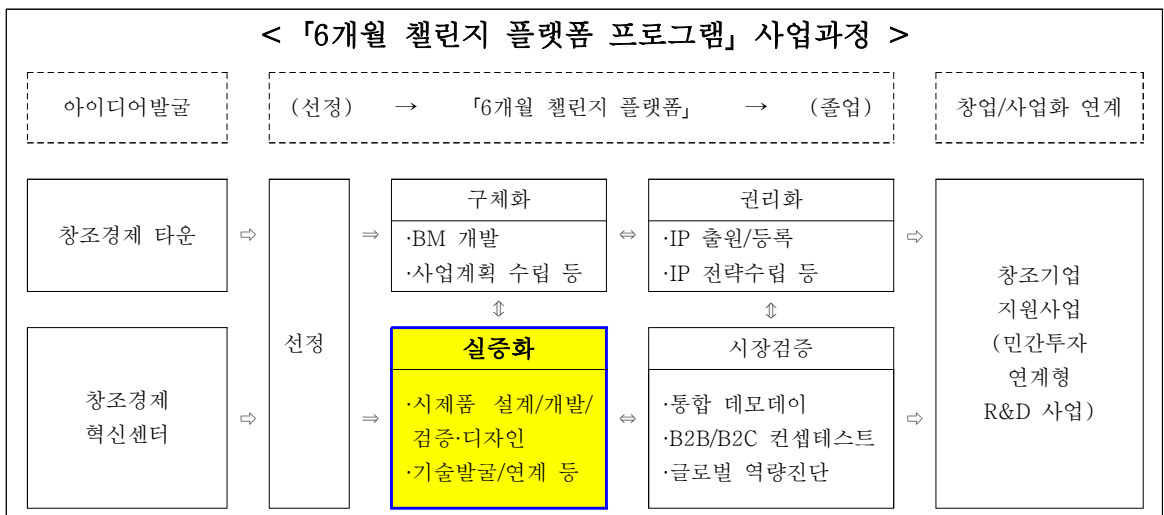 < 「6개월 챌린지 플랫폼 프로그램」 사업과정 >
아이디어발굴
(선정) → 「6개월 챌린지 플랫폼」 → (졸업)
창업/사업화 연계
창조경제 타운
⇨
선정
⇒
구체화
·BM 개발
·사업계획 수립 등
⇔
권리화
·IP 출원/등록
·IP 전략수립 등
⇨
⇕
⇕
창조경제
혁신센터
⇨
⇒
실증화
·시제품 설계/개발/
검증·디자인
·기술발굴/연계 등
⇔
시장검증
·통합 데모데이
·B2B/B2C 컨셉테스트
·글로벌 역량진단
⇨
창조기업
지원사업
(민간투자
연계형
R&D 사업)